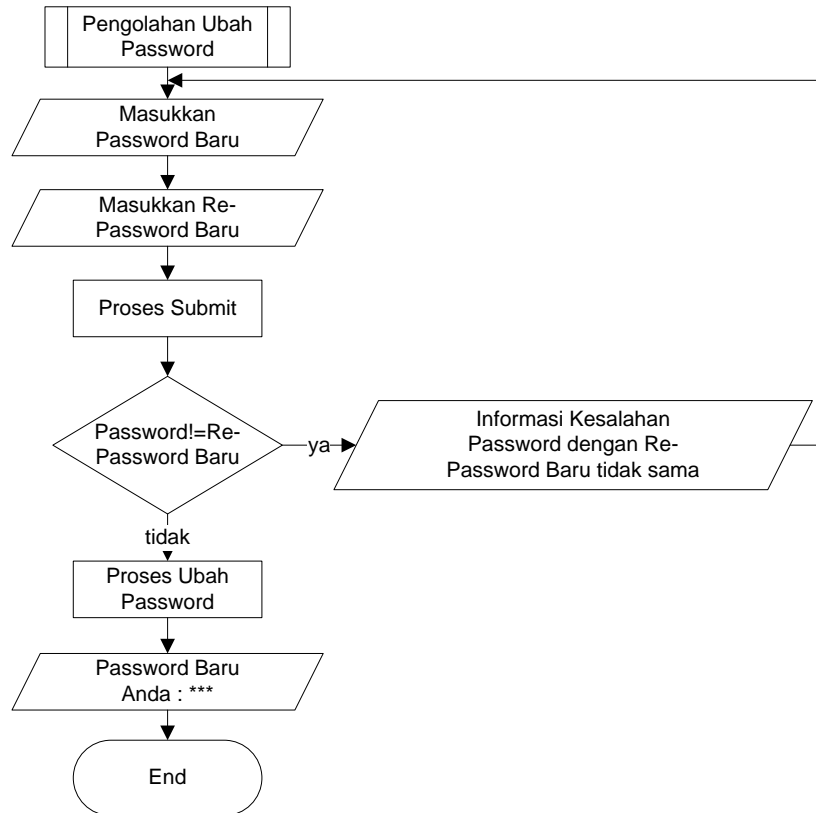 Pengolahan Ubah
Password
Masukkan
Password Baru
Masukkan Re-
Password Baru
Proses Submit
Password!=Re-
Password Baru
ya
Informasi Kesalahan
Password dengan Re-
Password Baru tidak sama
tidak
Proses Ubah
Password
Password Baru
Anda : ***
End